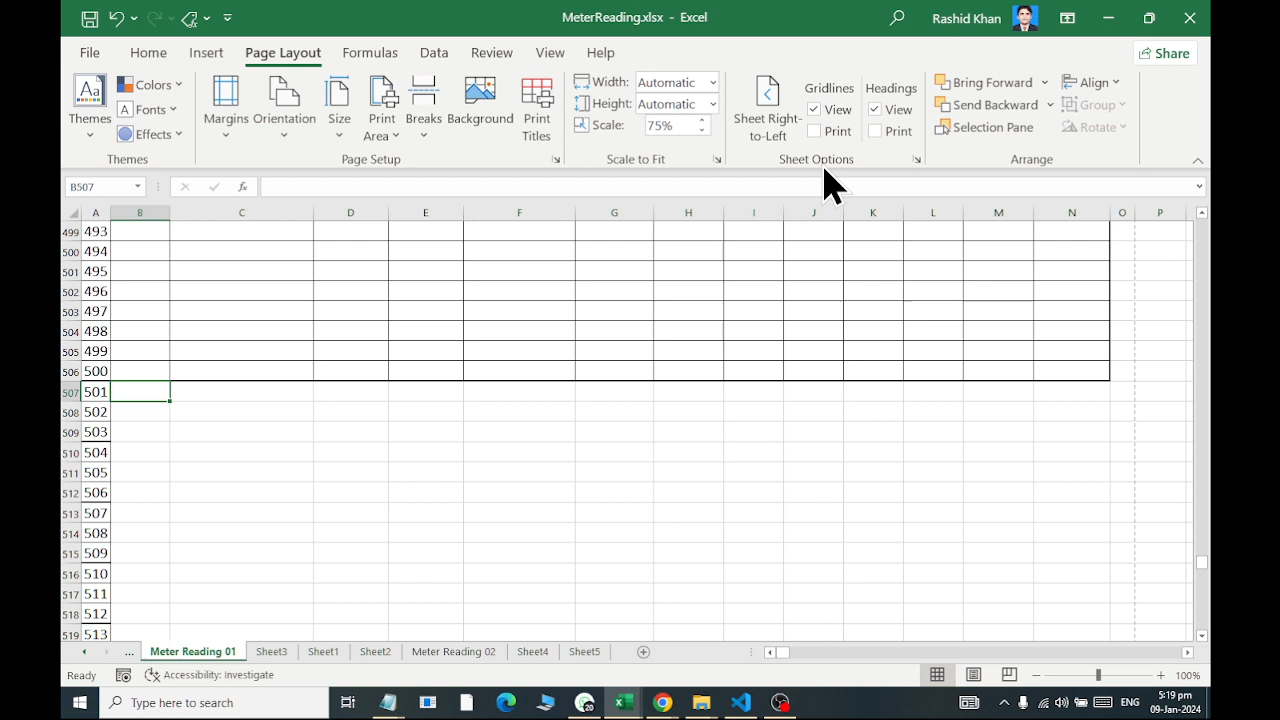 MeterReading.xlsx - Excel
Rashid Khan
File Home Insert Page Layout Formulas Data Review View Help
Share
Aa
Themes
Colors
Fonts
Effects
Themes
Margins
Orientation
Size
Print
Area
Breaks
Background
Print
Titles
Page Setup
Width: Automatic
Height: Automatic
Scale: 75%
Scale to Fit
Sheet Right-
to-Left
Gridlines
View
Print
Headings
View
Print
Sheet Options
Bring Forward
Send Backward
Selection Pane
Align
Group
Rotate
Arrange
B507
fx
A B C D E F G H I J K L M N O P
499 493
500 494
501 495
502 496
503 497
504 498
505 499
506 500
507 501
508 502
509 503
510 504
511 505
512 506
513 507
514 508
515 509
516 510
517 511
518 512
519 513
... Meter Reading 01 Sheet3 Sheet1 Sheet2 Meter Reading 02 Sheet4 Sheet5
Ready
Accessibility: Investigate
100%
Type here to search
20
ENG
5:19 pm
09-Jan-2024